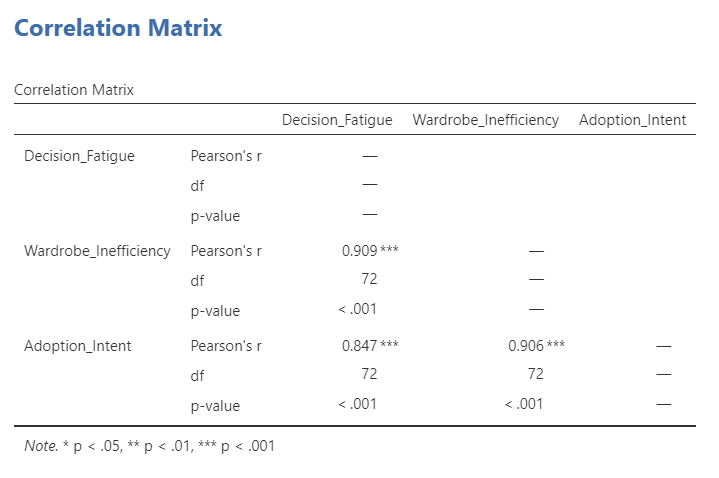 Correlation Matrix
Correlation Matrix
Decision_Fatigue Wardrobe_Inefficiency Adoption_Intent
Decision_Fatigue Pearson's r —
df —
p-value —
Wardrobe_Inefficiency Pearson's r 0.909 *** —
df 72 —
p-value < .001 —
Adoption_Intent Pearson's r 0.847 *** 0.906 *** —
df 72 72 —
p-value < .001 < .001 —
Note. * p < .05, ** p < .01, *** p < .001